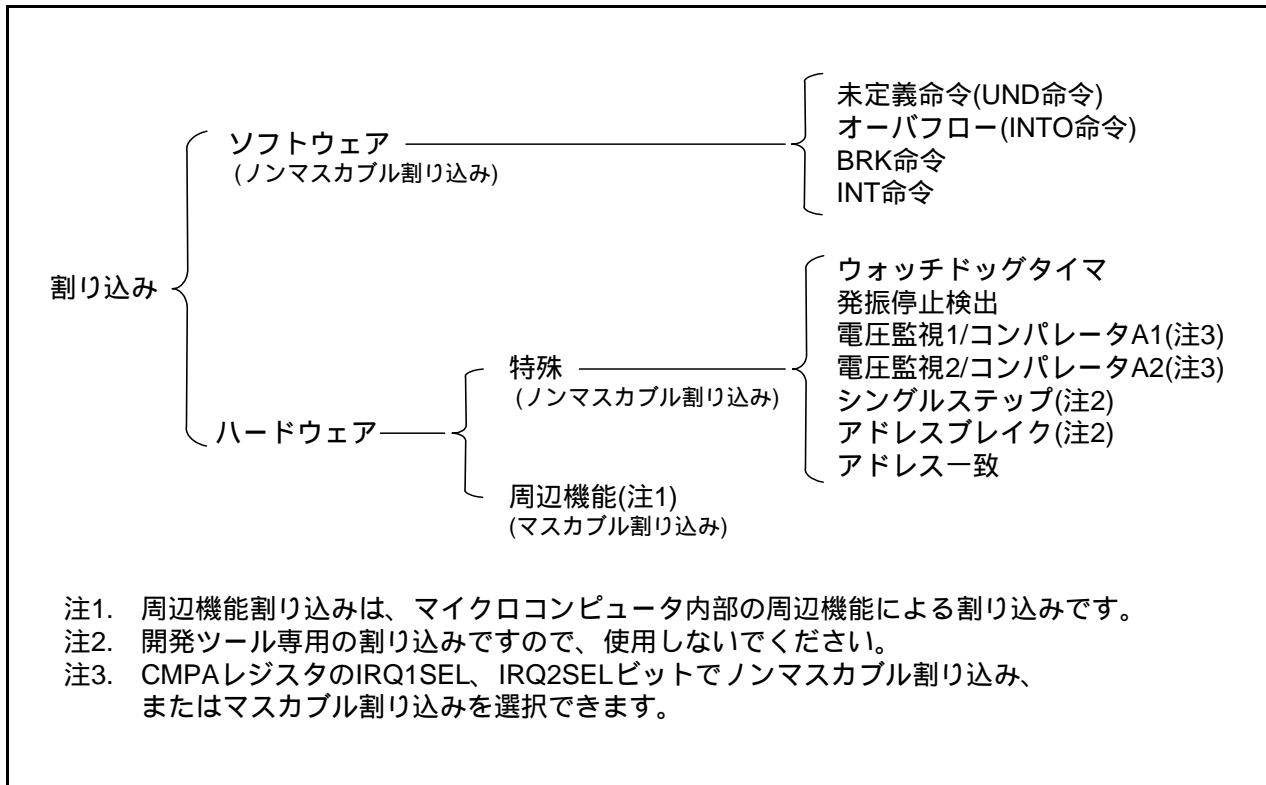 割り込み
ソフトウェア
(ノンマスカブル割り込み)
未定義命令(UND命令)
オーバフロー(INTO命令)
BRK命令
INT命令
ハードウェア
特殊
(ノンマスカブル割り込み)
ウォッチドッグタイマ
発振停止検出
電圧監視1/コンパレータA1(注3)
電圧監視2/コンパレータA2(注3)
シングルステップ(注2)
アドレスブレイク(注2)
アドレス一致
周辺機能(注1)
(マスカブル割り込み)
注1. 周辺機能割り込みは、マイクロコンピュータ内部の周辺機能による割り込みです。
注2. 開発ツール専用の割り込みですので、使用しないでください。
注3. CMPAレジスタのIRQ1SEL、IRQ2SELビットでノンマスカブル割り込み、
またはマスカブル割り込みを選択できます。